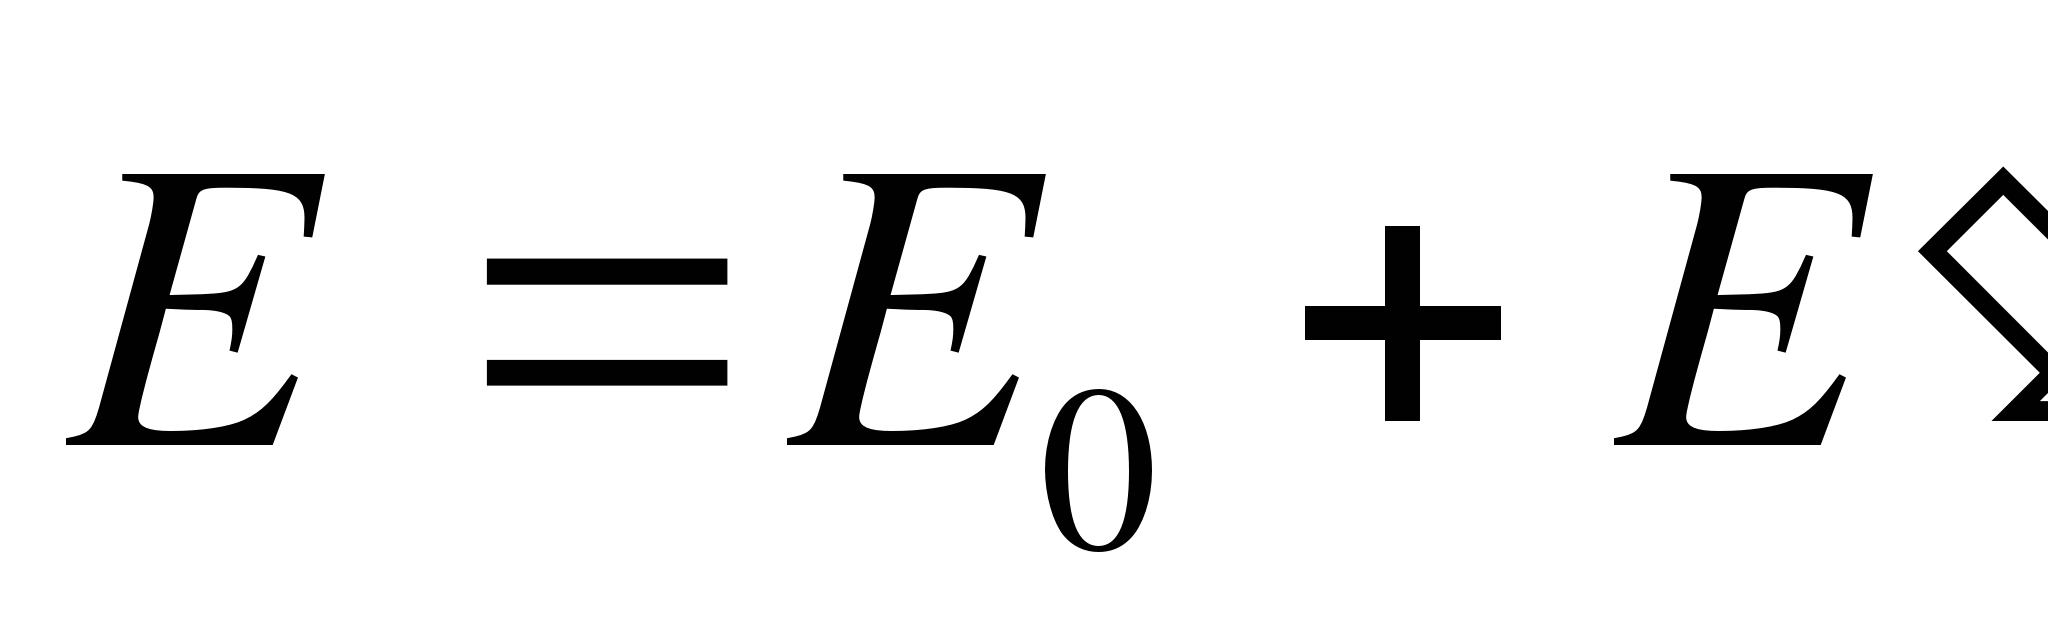 E = E₀ + E